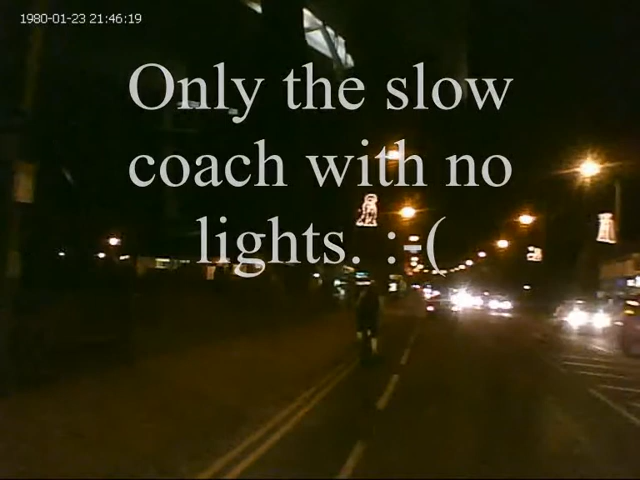 1980-01-23 21:46:19
Only the slow
coach with no
lights. :-(